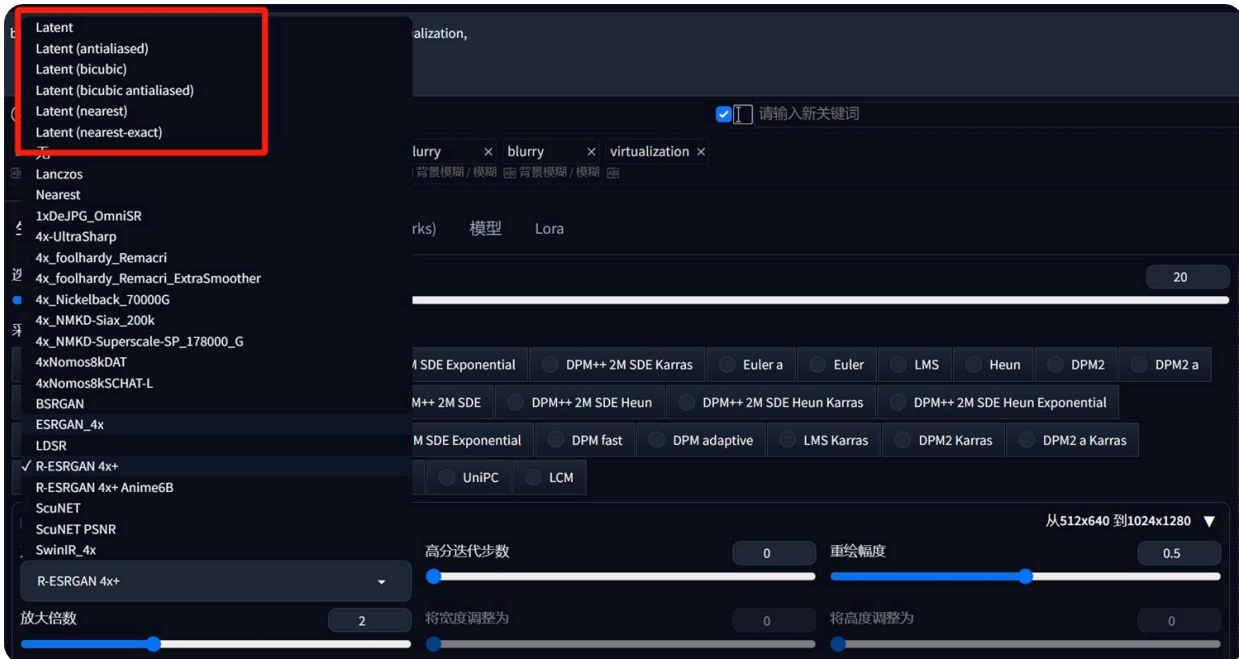 Latent
alization,
Latent (antialiased)
Latent (bicubic)
Latent (bicubic antialiased)
Latent (nearest)
请输入新关键词
Latent (nearest-exact)
无
lurry × blurry × virtualization ×
背景模糊 / 模糊 背景模糊 / 模糊
Lanczos
Nearest
1xDeJPG_OmniSR
4x-UltraSharp
rks) 模型 Lora
4x_foolhardy_Remacri
4x_foolhardy_Remacri_ExtraSmoother
20
4x_Nickelback_70000G
4x_NMKD-Siax_200k
4x_NMKD-Superscale-SP_178000_G
4xNomos8kDAT
M SDE Exponential DPM++ 2M SDE Karras Euler a Euler LMS Heun DPM2 DPM2 a
4xNomos8kSCHAT-L
BSRGAN
M++ 2M SDE DPM++ 2M SDE Heun DPM++ 2M SDE Heun Karras DPM++ 2M SDE Heun Exponential
ESRGAN_4x
LDSR
M SDE Exponential DPM fast DPM adaptive LMS Karras DPM2 Karras DPM2 a Karras
✓ R-ESRGAN 4x+
R-ESRGAN 4x+ Anime6B
UniPC LCM
ScuNET
ScuNET PSNR
从512x640 到1024x1280 ▼
SwinIR_4x
高分迭代步数 0 重绘幅度 0.5
R-ESRGAN 4x+
放大倍数 2 将宽度调整为 0 将高度调整为 0